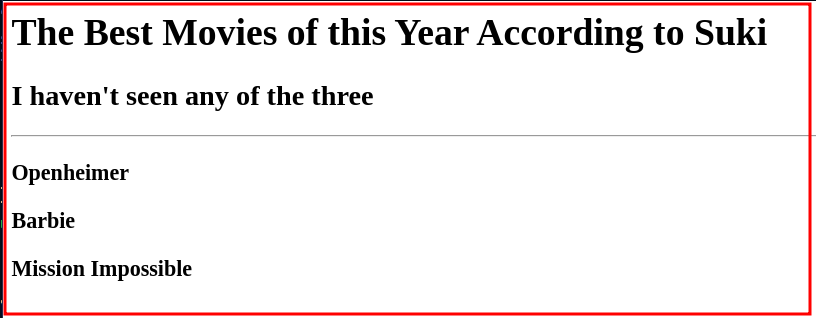 The Best Movies of this Year According to Suki
I haven't seen any of the three
Openheimer
Barbie
Mission Impossible